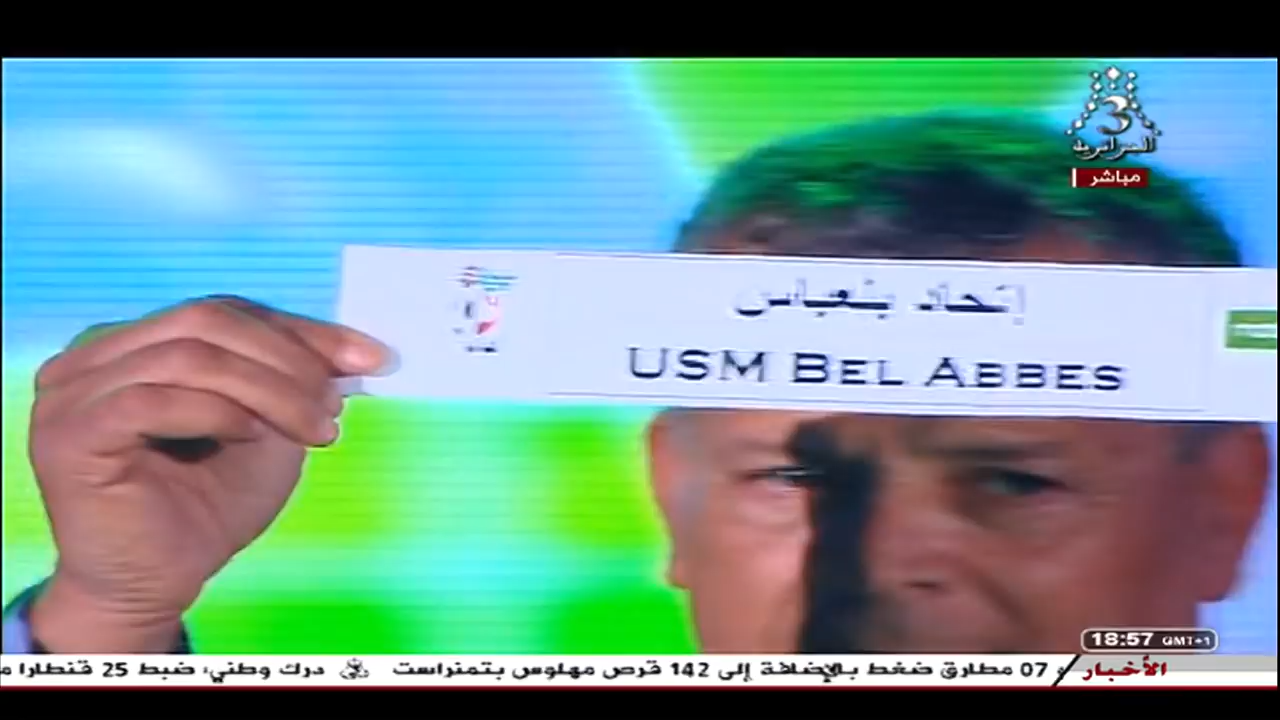 3
الجزائرية
مباشر
إتحاد بلعباس
USM BEL ABBES
18:57 GMT+1
الأخبار
07 مطارق ضغط بالإضافة إلى 142 قرص مهلوس بتمنراست
درك وطني: ضبط 25 قنطارا م